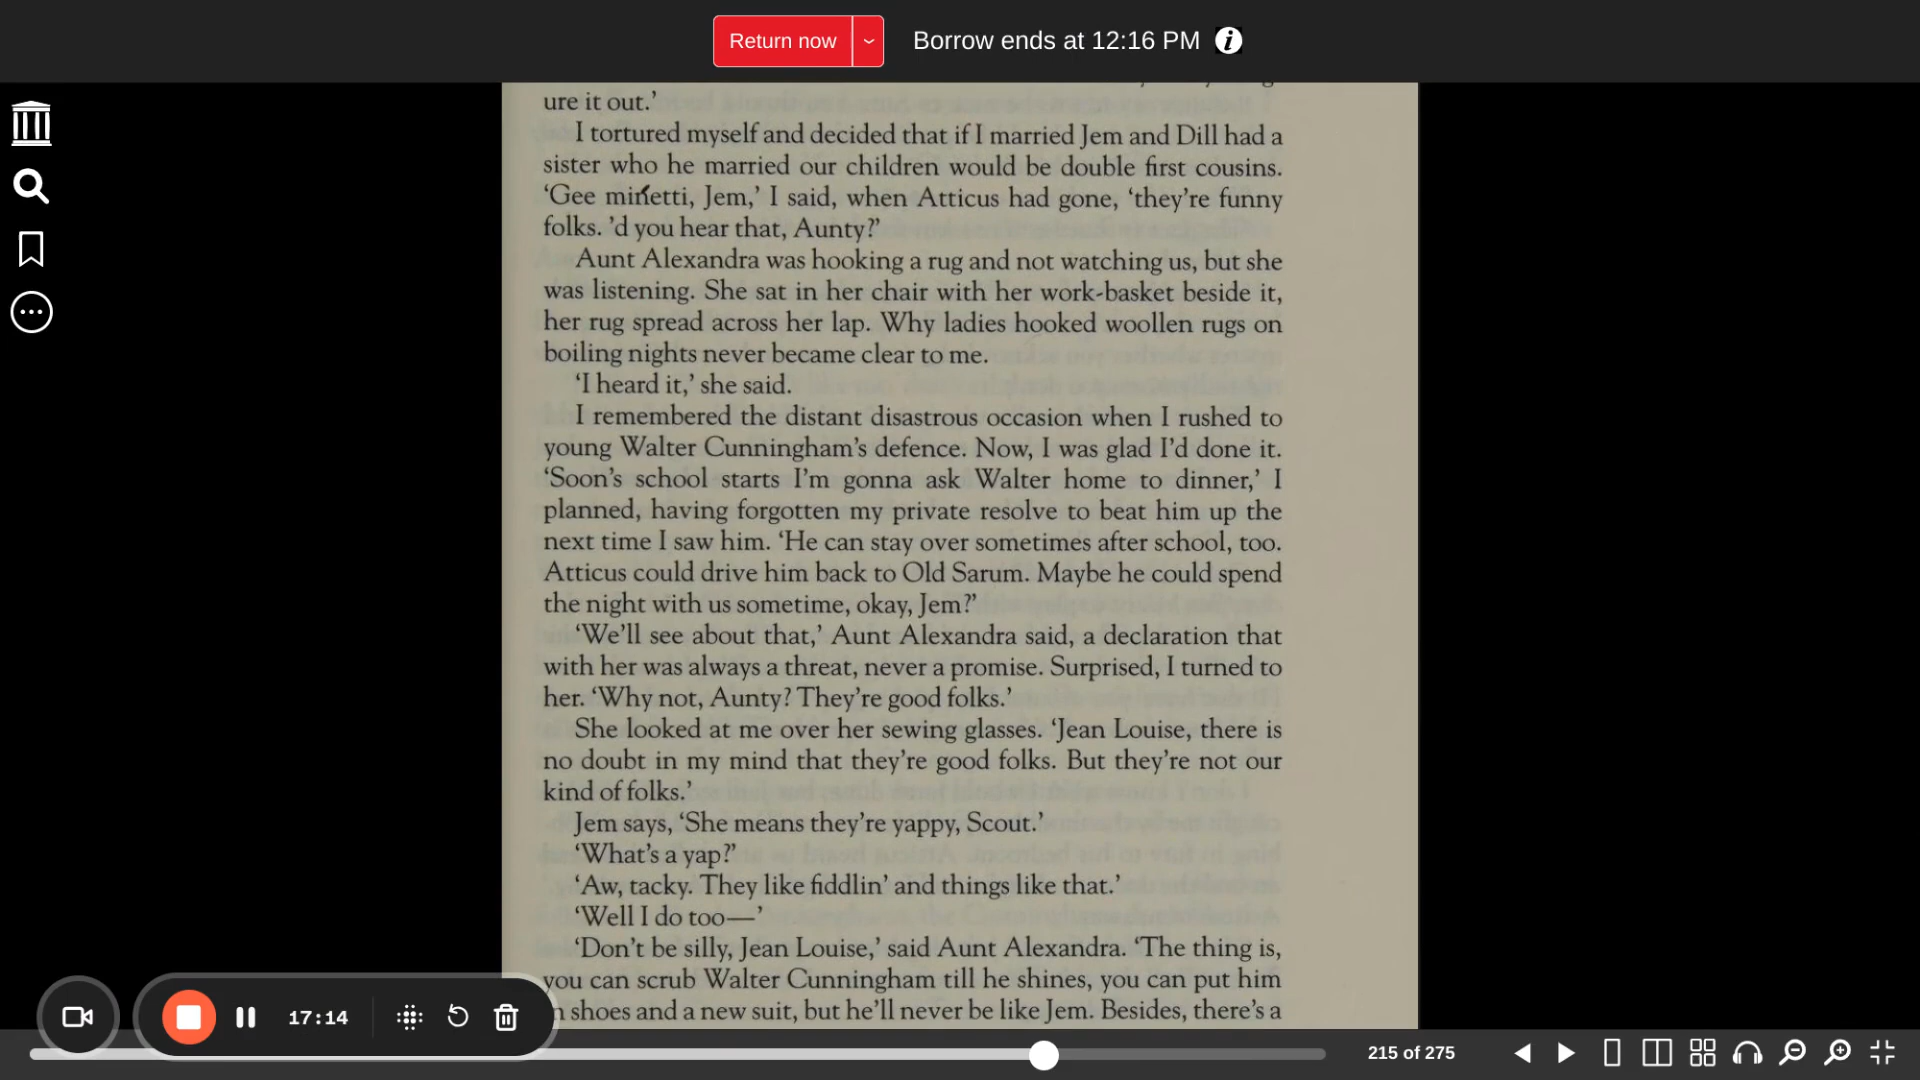 Return now
Borrow ends at 12:16 PM
ure it out.’
I tortured myself and decided that if I married Jem and Dill had a
sister who he married our children would be double first cousins.
‘Gee minetti, Jem,’ I said, when Atticus had gone, ‘they’re funny
folks. ’d you hear that, Aunty?’
Aunt Alexandra was hooking a rug and not watching us, but she
was listening. She sat in her chair with her work-basket beside it,
her rug spread across her lap. Why ladies hooked woollen rugs on
boiling nights never became clear to me.
‘I heard it,’ she said.
I remembered the distant disastrous occasion when I rushed to
young Walter Cunningham’s defence. Now, I was glad I’d done it.
‘Soon’s school starts I’m gonna ask Walter home to dinner,’ I
planned, having forgotten my private resolve to beat him up the
next time I saw him. ‘He can stay over sometimes after school, too.
Atticus could drive him back to Old Sarum. Maybe he could spend
the night with us sometime, okay, Jem?’
‘We’ll see about that,’ Aunt Alexandra said, a declaration that
with her was always a threat, never a promise. Surprised, I turned to
her. ‘Why not, Aunty? They’re good folks.’
She looked at me over her sewing glasses. ‘Jean Louise, there is
no doubt in my mind that they’re good folks. But they’re not our
kind of folks.’
Jem says, ‘She means they’re yappy, Scout.’
‘What’s a yap?’
‘Aw, tacky. They like fiddlin’ and things like that.’
‘Well I do too—’
‘Don’t be silly, Jean Louise,’ said Aunt Alexandra. ‘The thing is,
you can scrub Walter Cunningham till he shines, you can put him
shoes and a new suit, but he’ll never be like Jem. Besides, there’s a
17:14
215 of 275